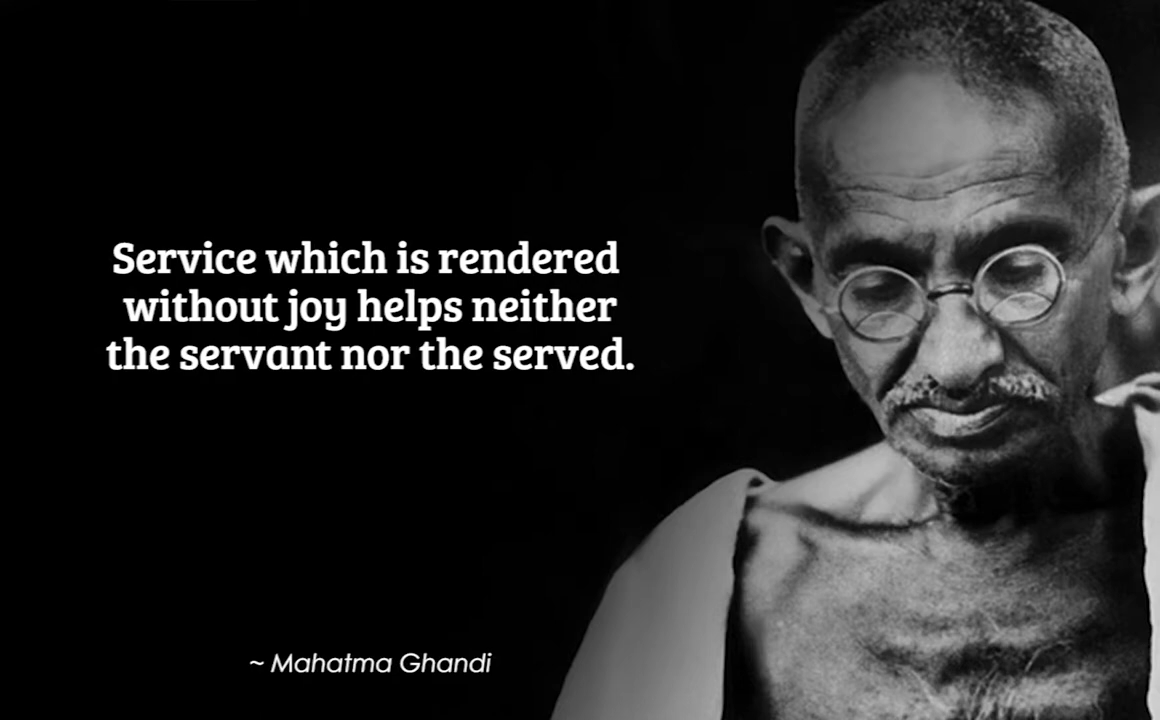 Service which is rendered
without joy helps neither
the servant nor the served.
~ Mahatma Ghandi